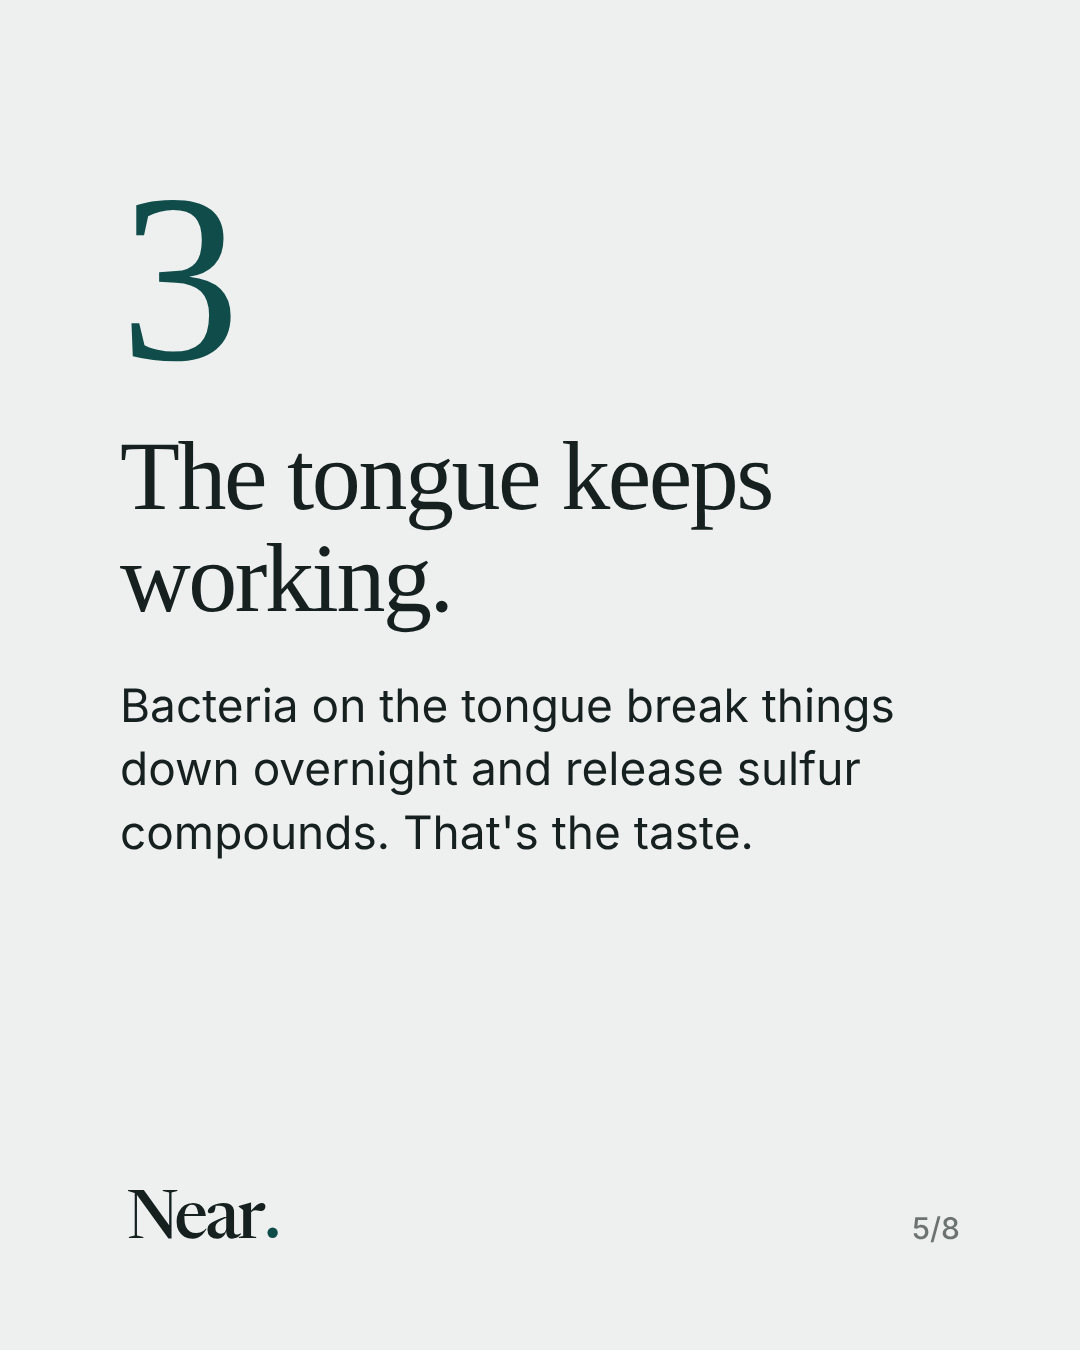 3
The tongue keeps
working.
Bacteria on the tongue break things
down overnight and release sulfur
compounds. That's the taste.
Near.
5/8